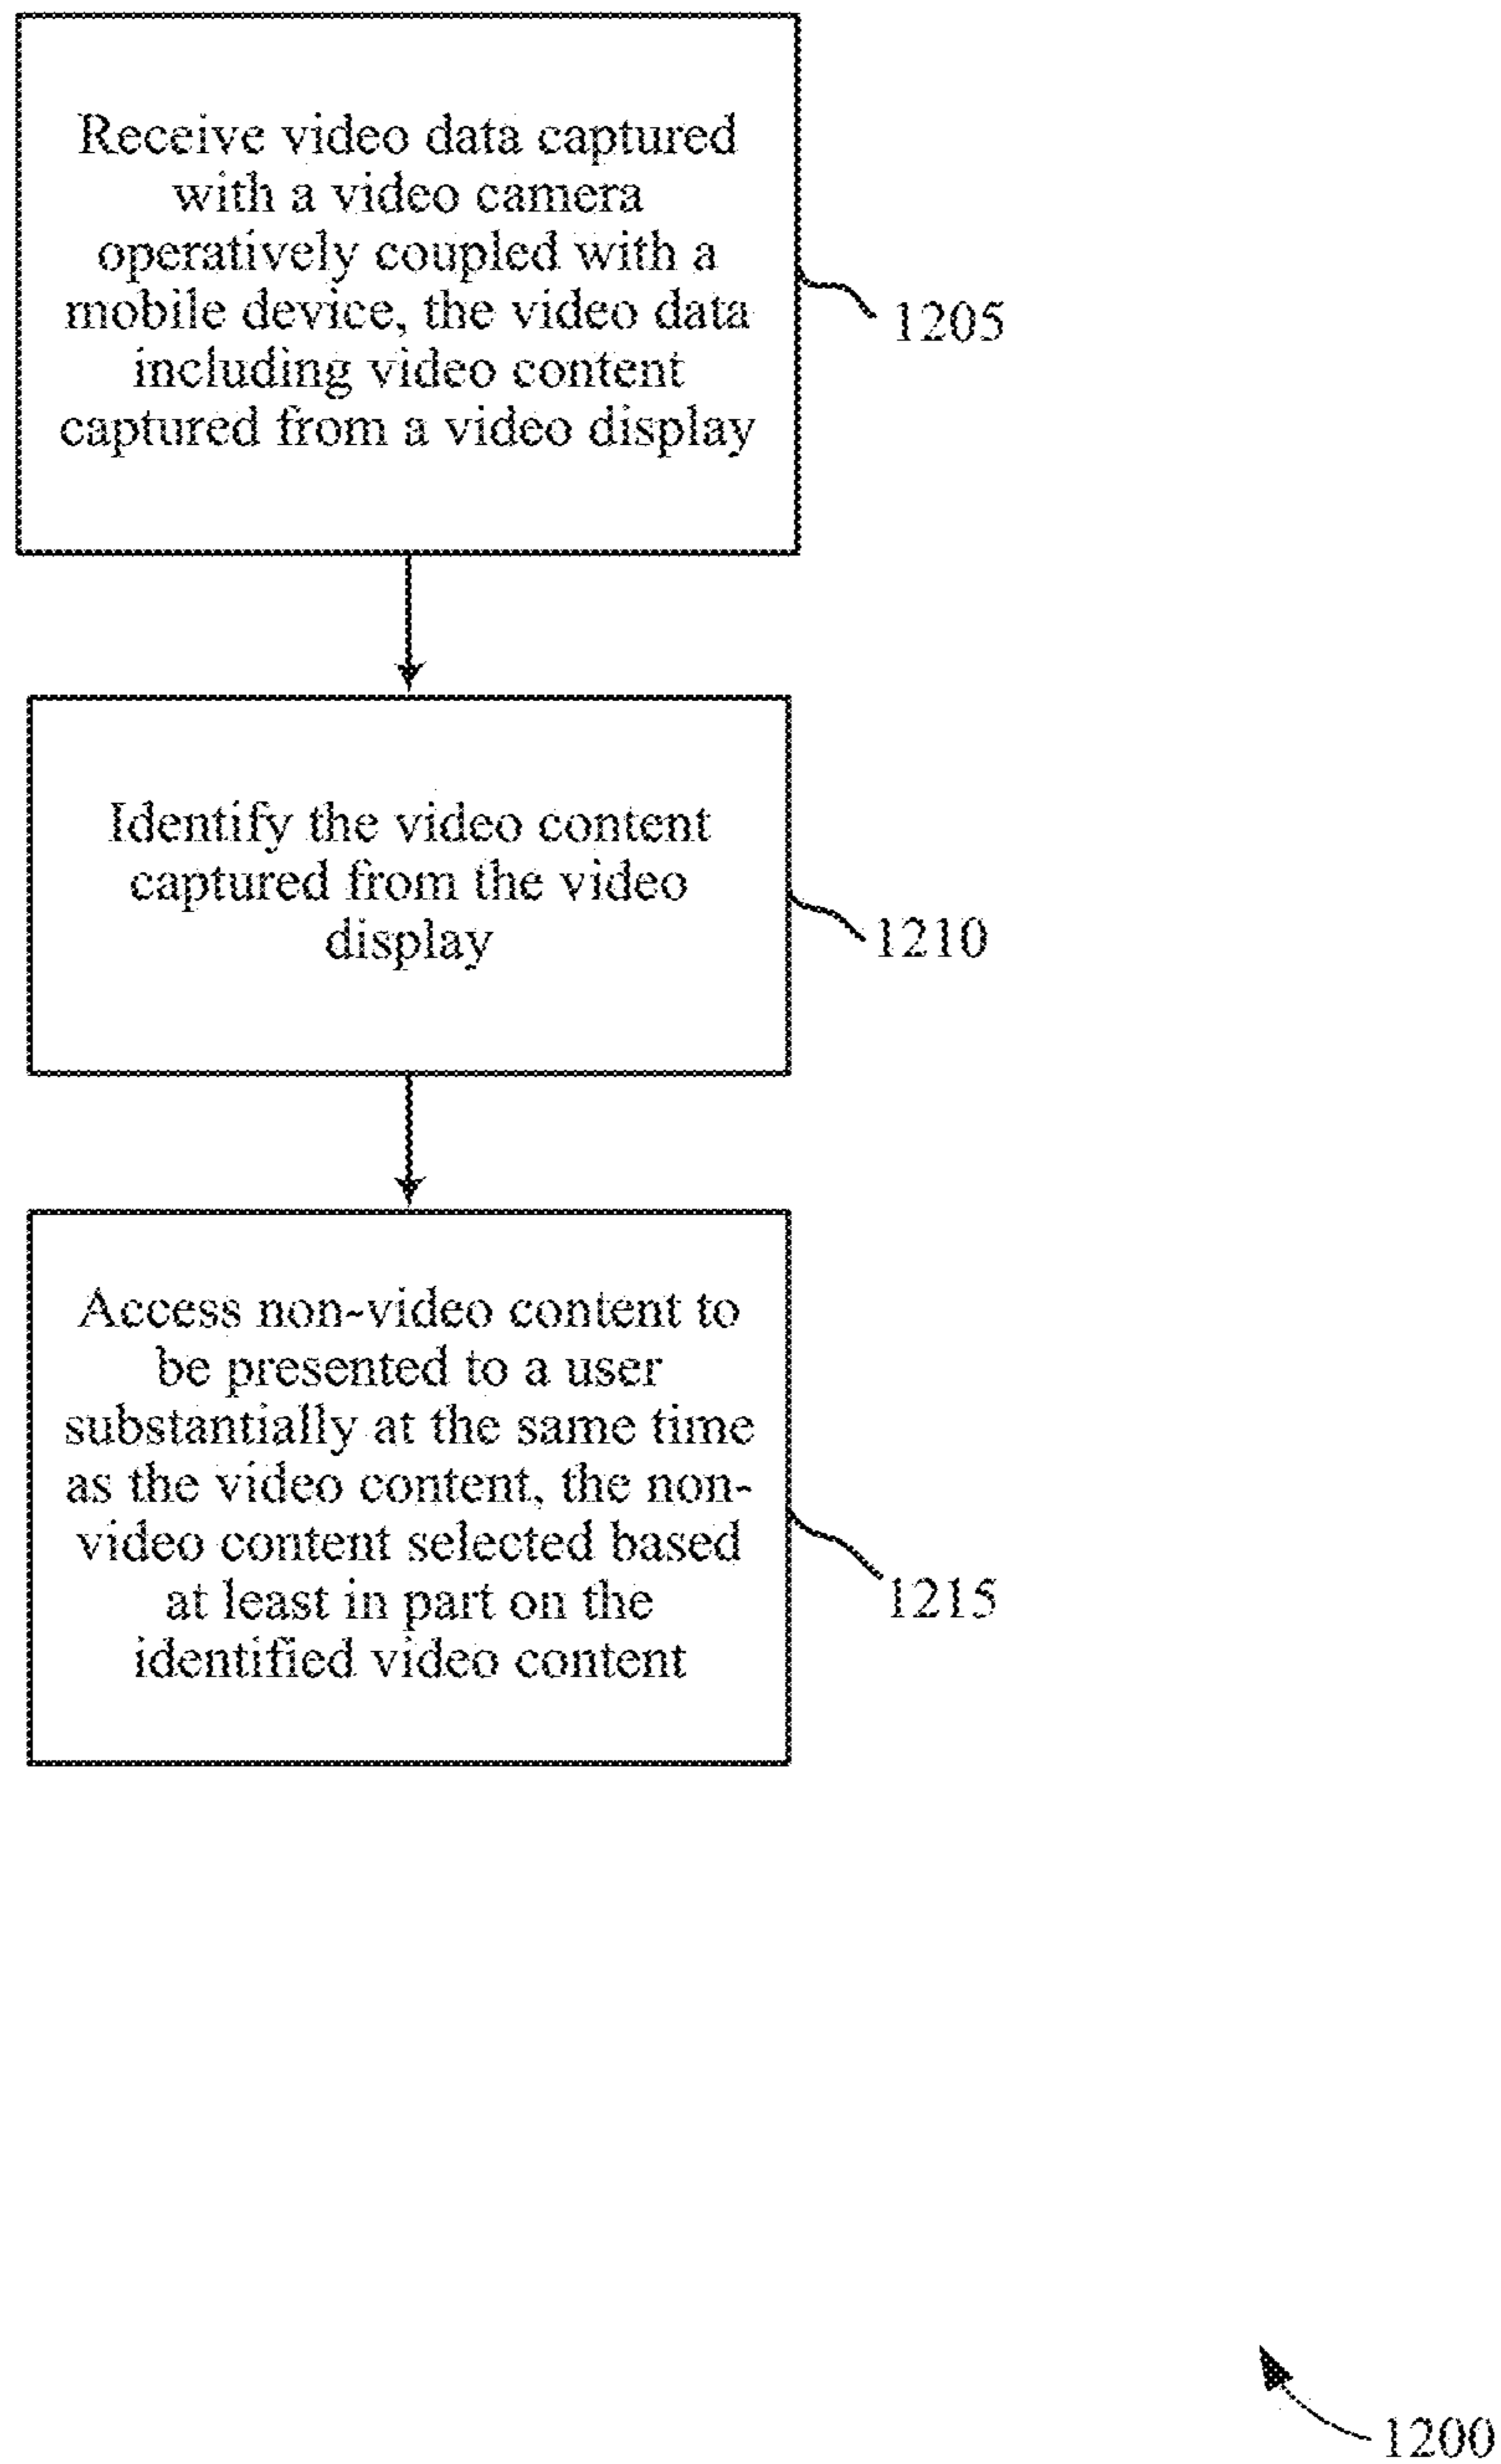 Receive video data captured
with a video camera
operatively coupled with a
mobile device, the video data
including video content
captured from a video display
1205
Identify the video content
captured from the video
display
1210
Access non-video content to
be presented to a user
substantially at the same time
as the video content, the non-
video content selected based
at least in part on the
identified video content
1215
1200